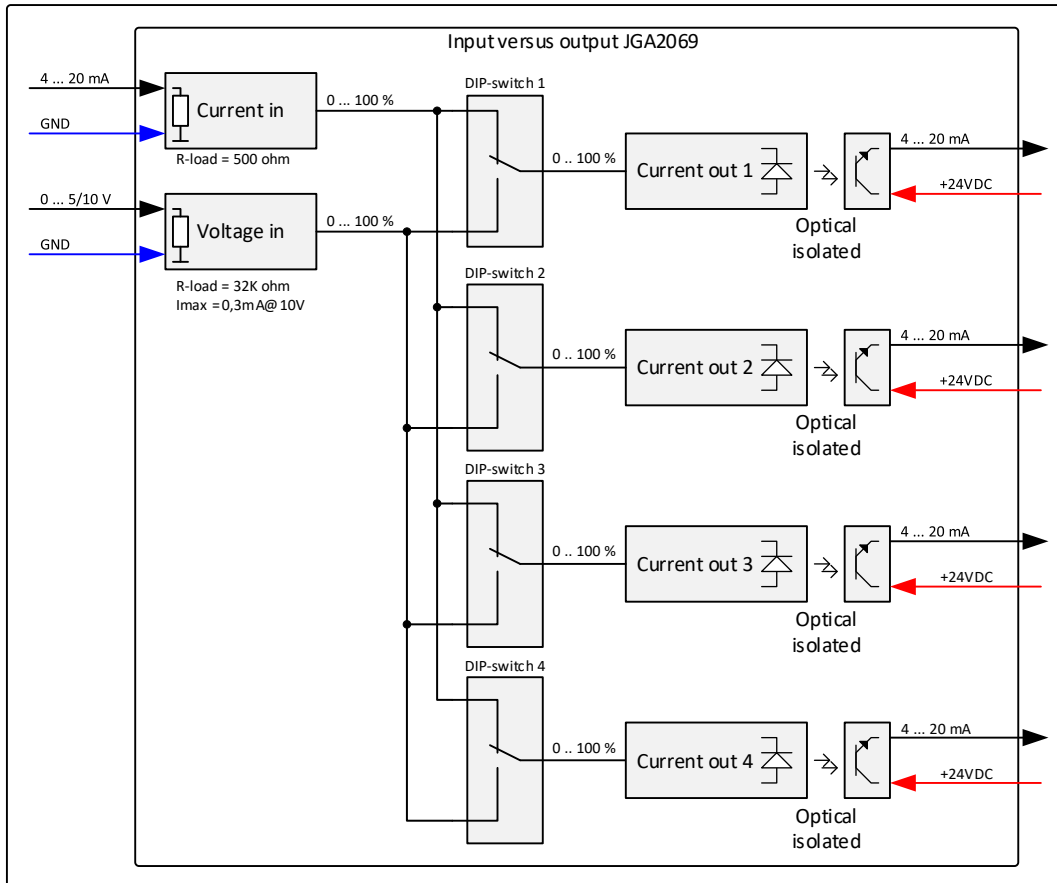 Input versus output JGA2069
4 ... 20 mA
GND
Current in
R-load = 500 ohm
0 ... 100 %
0 ... 5/10 V
GND
Voltage in
R-load = 32K ohm
Imax = 0,3mA@10V
0 ... 100 %
DIP-switch 1
0 .. 100 %
Current out 1
Optical
isolated
4 ... 20 mA
+24VDC
DIP-switch 2
0 .. 100 %
Current out 2
Optical
isolated
4 ... 20 mA
+24VDC
DIP-switch 3
0 .. 100 %
Current out 3
Optical
isolated
4 ... 20 mA
+24VDC
DIP-switch 4
0 .. 100 %
Current out 4
Optical
isolated
4 ... 20 mA
+24VDC